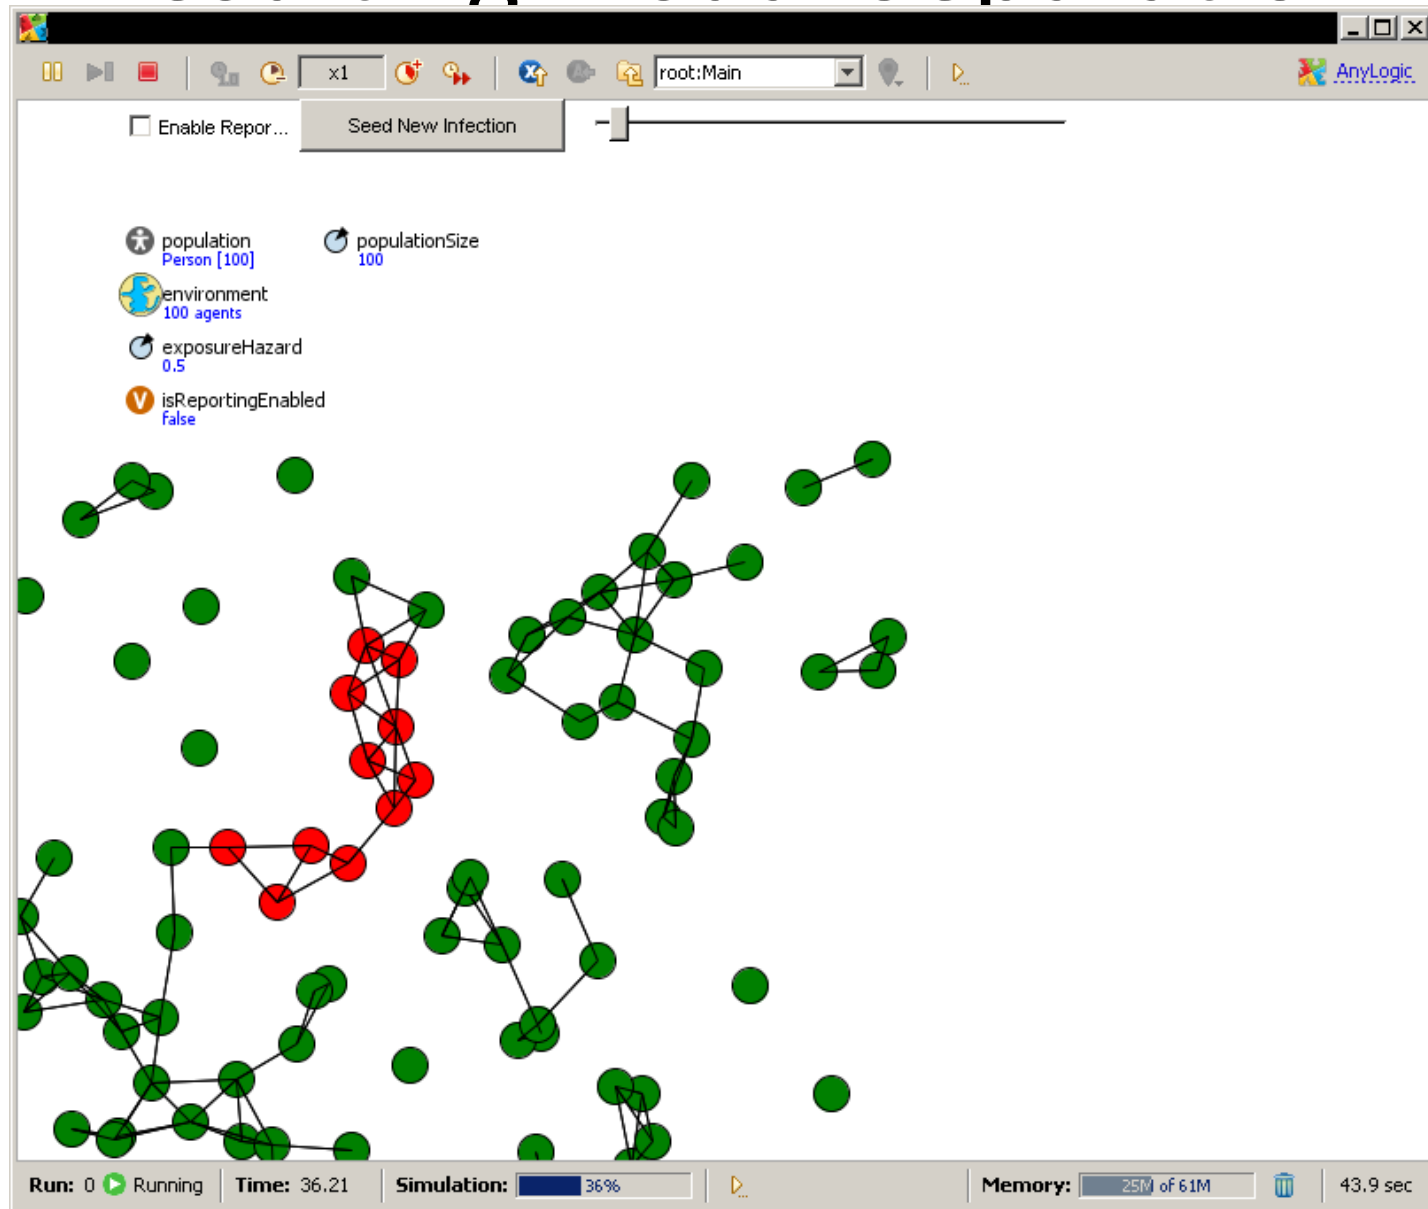 x1
root:Main
AnyLogic
Enable Repor...
Seed New Infection
population
Person [100]
populationSize
100
environment
100 agents
exposureHazard
0.5
V
isReportingEnabled
false
Run: 0 Running
Time: 36.21
Simulation: 36%
Memory: 25M of 61M
43.9 sec